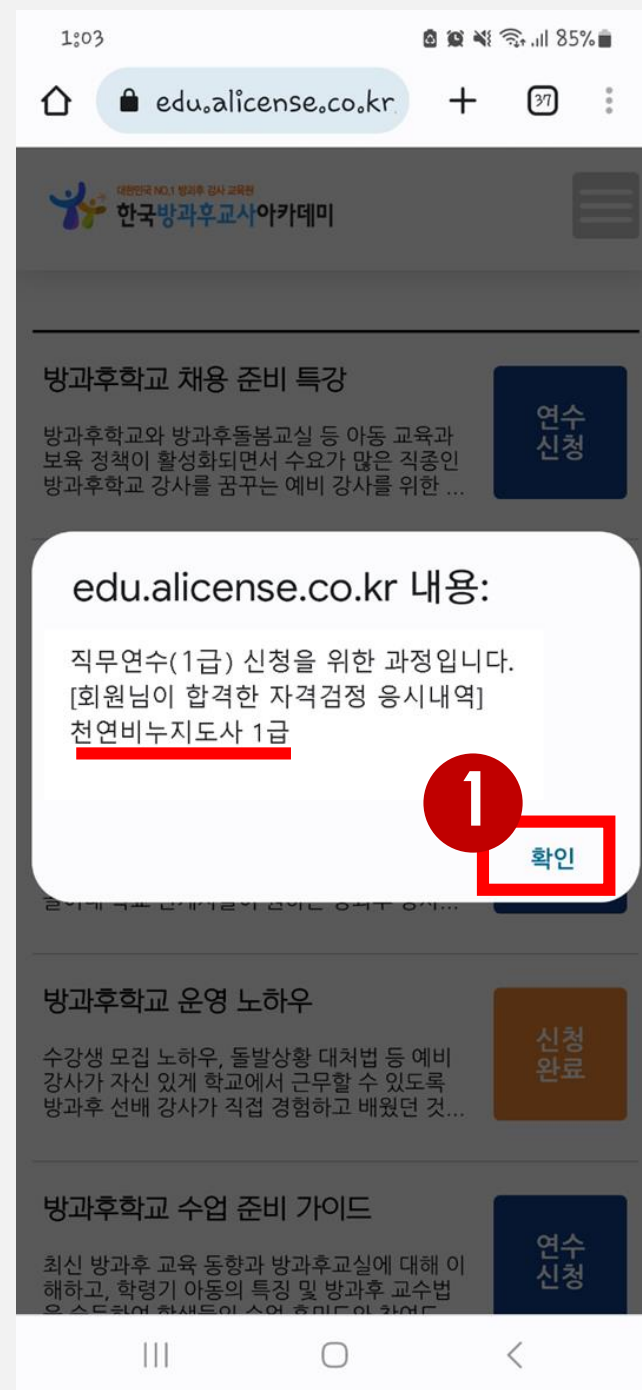 1:03
85%
edu.alicense.co.kr
37
대한민국 NO.1 방과후 강사 교육원
한국방과후교사아카데미
방과후학교 채용 준비 특강
방과후학교와 방과후돌봄교실 등 아동 교육과
보육 정책이 활성화되면서 수요가 많은 직종인
방과후학교 강사를 꿈꾸는 예비 강사를 위한 ...
연수
신청
edu.alicense.co.kr 내용:
직무연수(1급) 신청을 위한 과정입니다.
[회원님이 합격한 자격검정 응시내역]
천연비누지도사 1급
1
확인
방과후학교 운영 노하우
수강생 모집 노하우, 돌발상황 대처법 등 예비
강사가 자신 있게 학교에서 근무할 수 있도록
방과후 선배 강사가 직접 경험하고 배웠던 것...
신청
완료
방과후학교 수업 준비 가이드
최신 방과후 교육 동향과 방과후교실에 대해 이
해하고, 학령기 아동의 특징 및 방과후 교수법
연수
신청